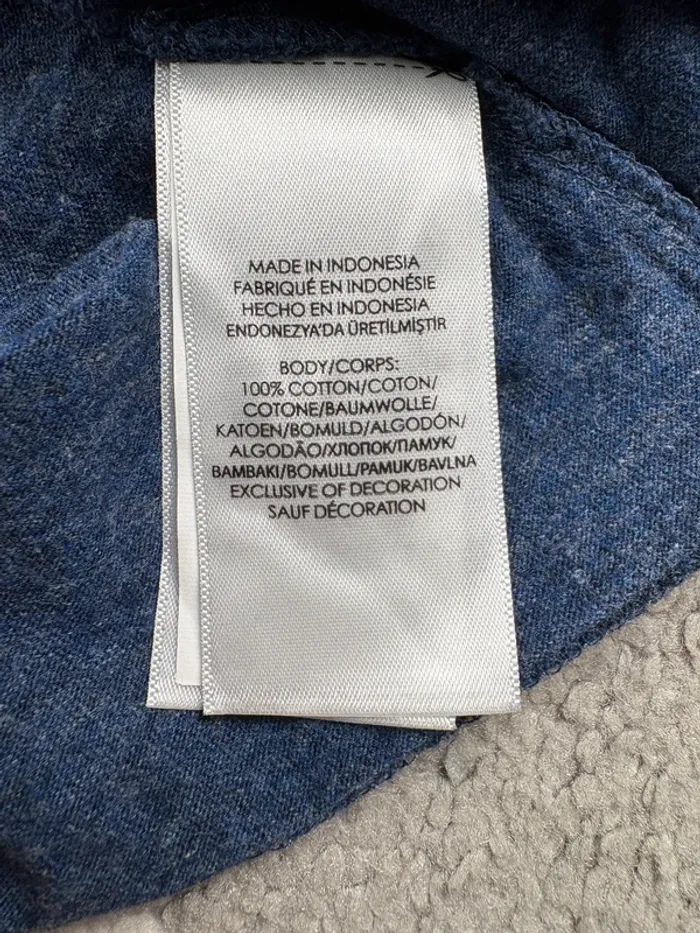 MADE IN INDONESIA
FABRIQUÉ EN INDONÉSIE
HECHO EN INDONESIA
ENDONEZYA'DA ÜRETİLMİŞTİR
BODY/CORPS:
100% COTTON/COTON/
COTONE/BAUMWOLLE/
KATOEN/BOMULD/ALGODÓN/
ALGODÃO/ХЛОПОК/ПАМУК/
BAMBAKI/BOMULL/PAMUK/BAVLNA
EXCLUSIVE OF DECORATION
SAUF DÉCORATION